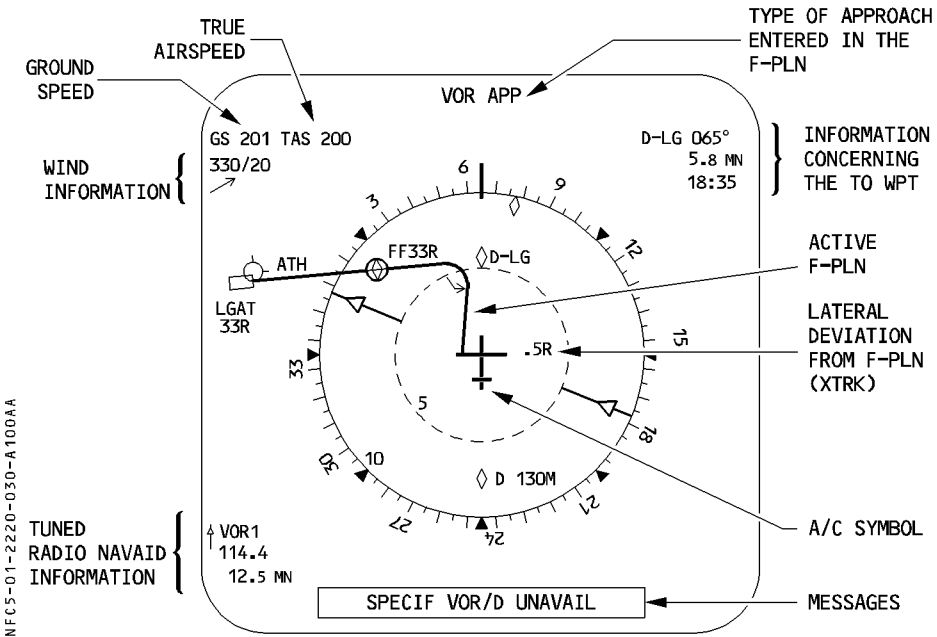 TRUE
AIRSPEED
TYPE OF APPROACH
ENTERED IN THE
F-PLN
GROUND
SPEED
VOR APP
GS 201 TAS 200
330/20
WIND
INFORMATION
D-LG 065°
5.8 MN
18:35
INFORMATION
CONCERNING
THE TO WPT
3
6
9
12
15
18
21
24
27
30
33
ATH
FF33R
D-LG
ACTIVE
F-PLN
LGAT
33R
.5R
LATERAL
DEVIATION
FROM F-PLN
(XTRK)
5
10
D 130M
A/C SYMBOL
TUNED
RADIO NAVAID
INFORMATION
VOR1
114.4
12.5 MN
SPECIF VOR/D UNAVAIL
MESSAGES
NFC5-01-2220-030-A100AA